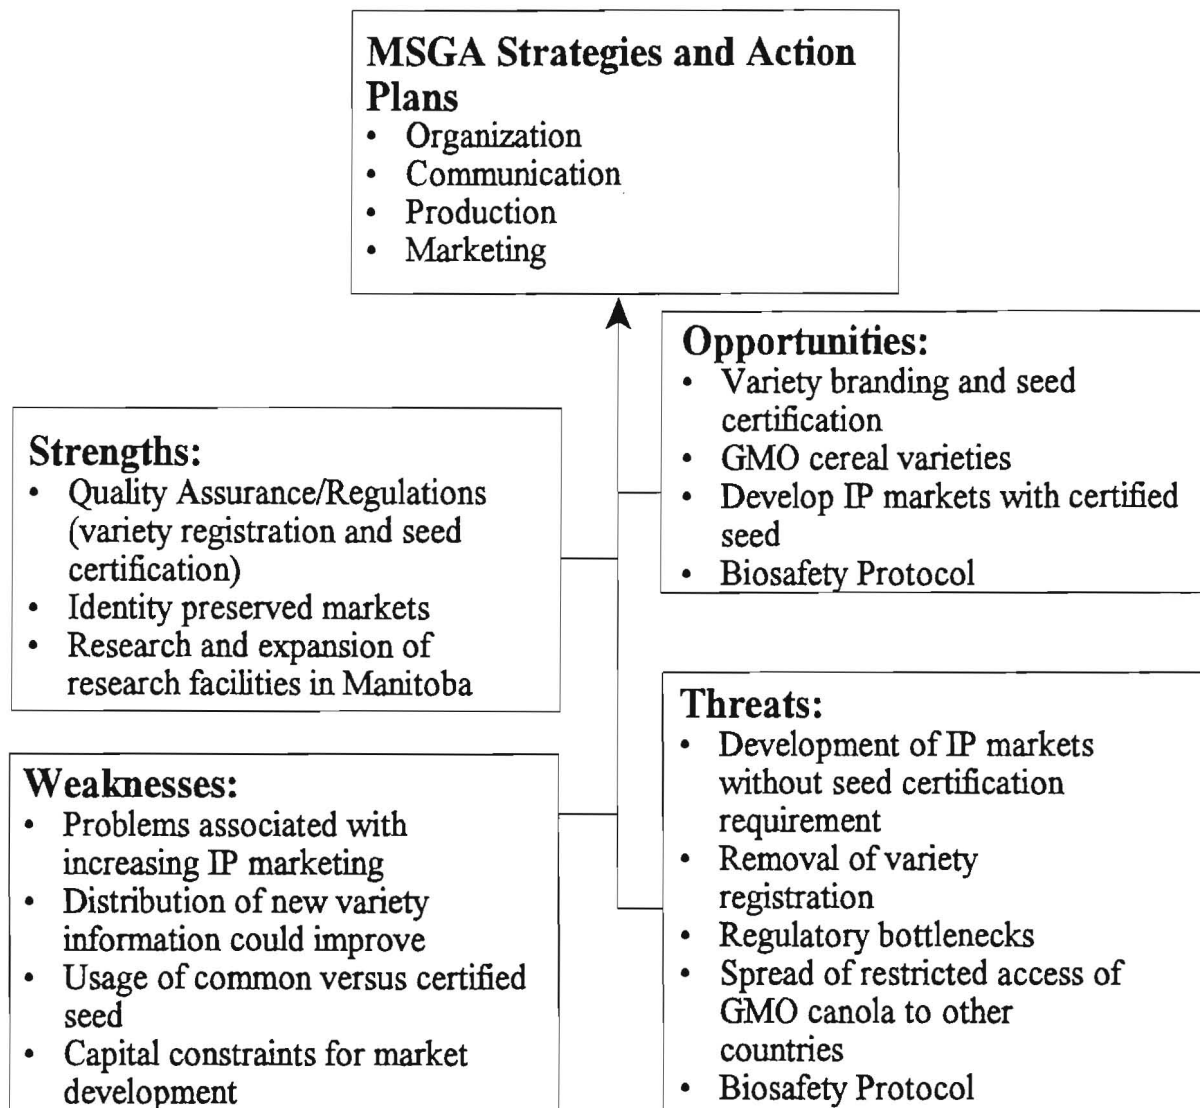 MSGA Strategies and Action
Plans
• Organization
• Communication
• Production
• Marketing
Opportunities:
• Variety branding and seed
certification
• GMO cereal varieties
• Develop IP markets with certified
seed
• Biosafety Protocol
Strengths:
• Quality Assurance/Regulations
(variety registration and seed
certification)
• Identity preserved markets
• Research and expansion of
research facilities in Manitoba
Threats:
• Development of IP markets
without seed certification
requirement
• Removal of variety
registration
• Regulatory bottlenecks
• Spread of restricted access of
GMO canola to other
countries
• Biosafety Protocol
Weaknesses:
• Problems associated with
increasing IP marketing
• Distribution of new variety
information could improve
• Usage of common versus certified
seed
• Capital constraints for market
development